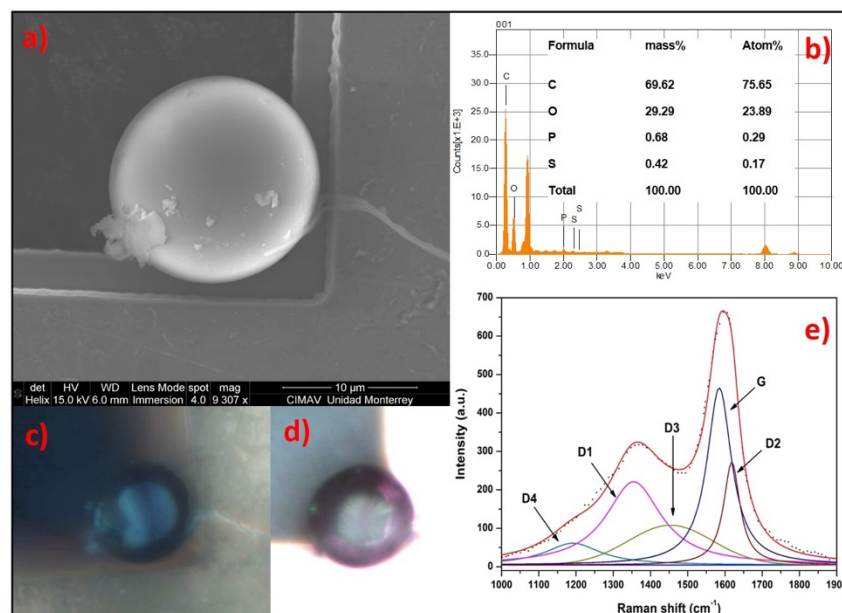 a)
det HV WD Lens Mode spot mag
Helix 15.0 kV 6.0 mm Immersion 4.0 9 307 x
10 µm
CIMAV Unidad Monterrey
b)
001
Formula mass% Atom%
C 69.62 75.65
O 29.29 23.89
P 0.68 0.29
S 0.42 0.17
Total 100.00 100.00
C
O
P
S
S
Counts[x1.E+3]
35.0
30.0
25.0
20.0
15.0
10.0
5.0
0.0
0.00 1.00 2.00 3.00 4.00 5.00 6.00 7.00 8.00 9.00 10.00
keV
c)
d)
e)
700
600
500
400
300
200
100
0
Intensity (a.u.)
D4
D1
D3
G
D2
1000 1100 1200 1300 1400 1500 1600 1700 1800
Raman shift (cm-1)